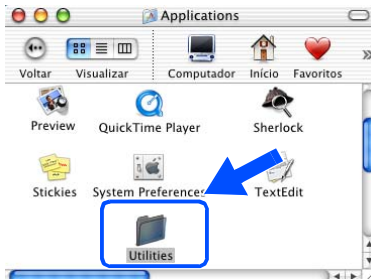 Applications
Voltar Visualizar Computador Início Favoritos
Preview QuickTime Player Sherlock
Stickies System Preferences TextEdit
Utilities